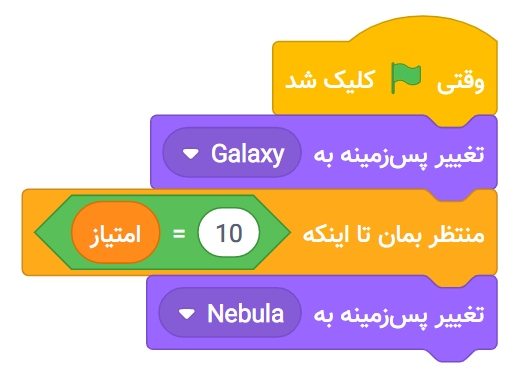 وقتی کلیک شد
تغییر پس‌زمینه به Galaxy
منتظر بمان تا اینکه 10 = امتیاز
تغییر پس‌زمینه به Nebula